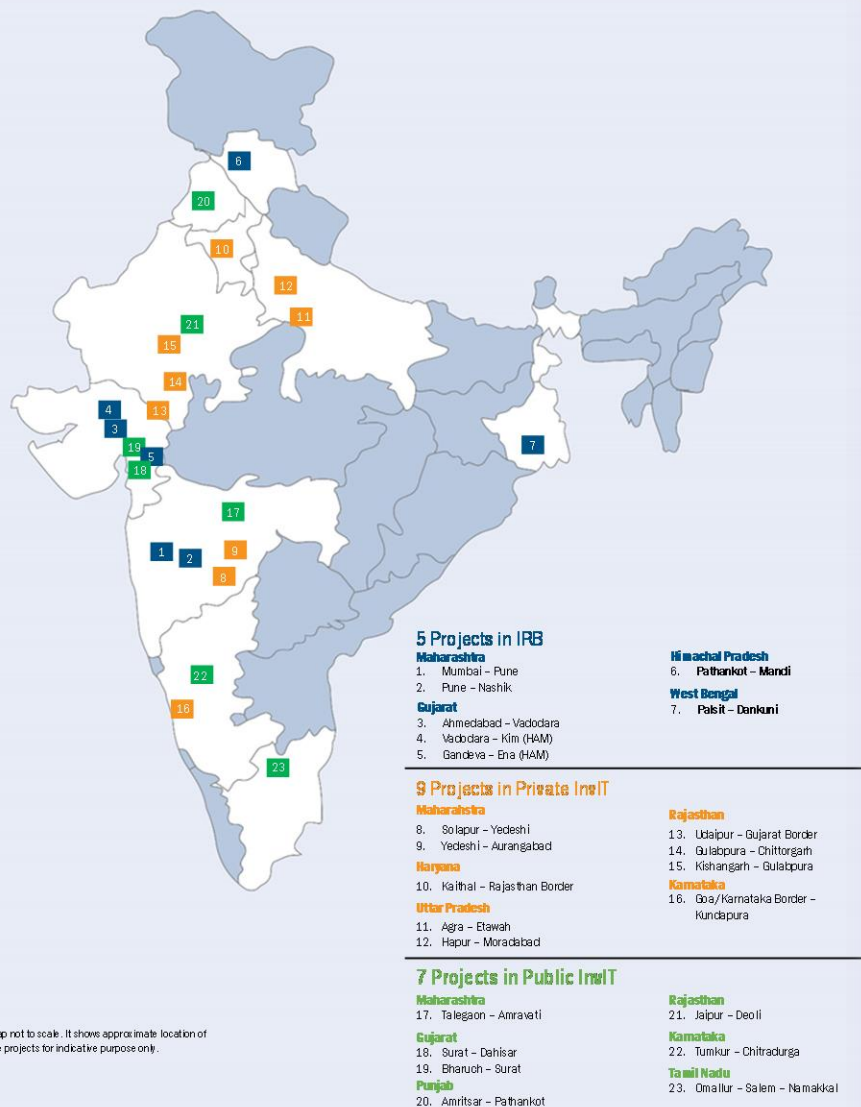 6
20
10
12
11
21
15
14
4
13
3
19
5
7
18
17
1
2
9
8
22
16
23
5 Projects in IRB
Maharashtra
1. Mumbai – Pune
2. Pune – Nashik
Gujarat
3. Ahmedabad – Vadodara
4. Vadodara – Kim (HAM)
5. Gandeva – Ena (HAM)
Himachal Pradesh
6. Pathankot – Mandi
West Bengal
7. Palsit – Dankuni
9 Projects in Private InvIT
Maharahstra
8. Solapur – Yedeshi
9. Yedeshi – Aurangabad
Haryana
10. Kaithal – Rajasthan Border
Uttar Pradesh
11. Agra – Etawah
12. Hapur – Moradabad
Rajasthan
13. Udaipur – Gujarat Border
14. Gulabpura – Chittorgarh
15. Kishangarh – Gulabpura
Karnataka
16. Goa/Karnataka Border –
Kundapura
7 Projects in Public InvIT
Maharashtra
17. Talegaon – Amravati
Gujarat
18. Surat – Dahisar
19. Bharuch – Surat
Punjab
20. Amritsar – Pathankot
Rajasthan
21. Jaipur – Deoli
Karnataka
22. Tumkur – Chitradurga
Tamil Nadu
23. Omallur – Salem – Namakkal
not to scale. It shows approximate location of
projects for indicative purpose only.